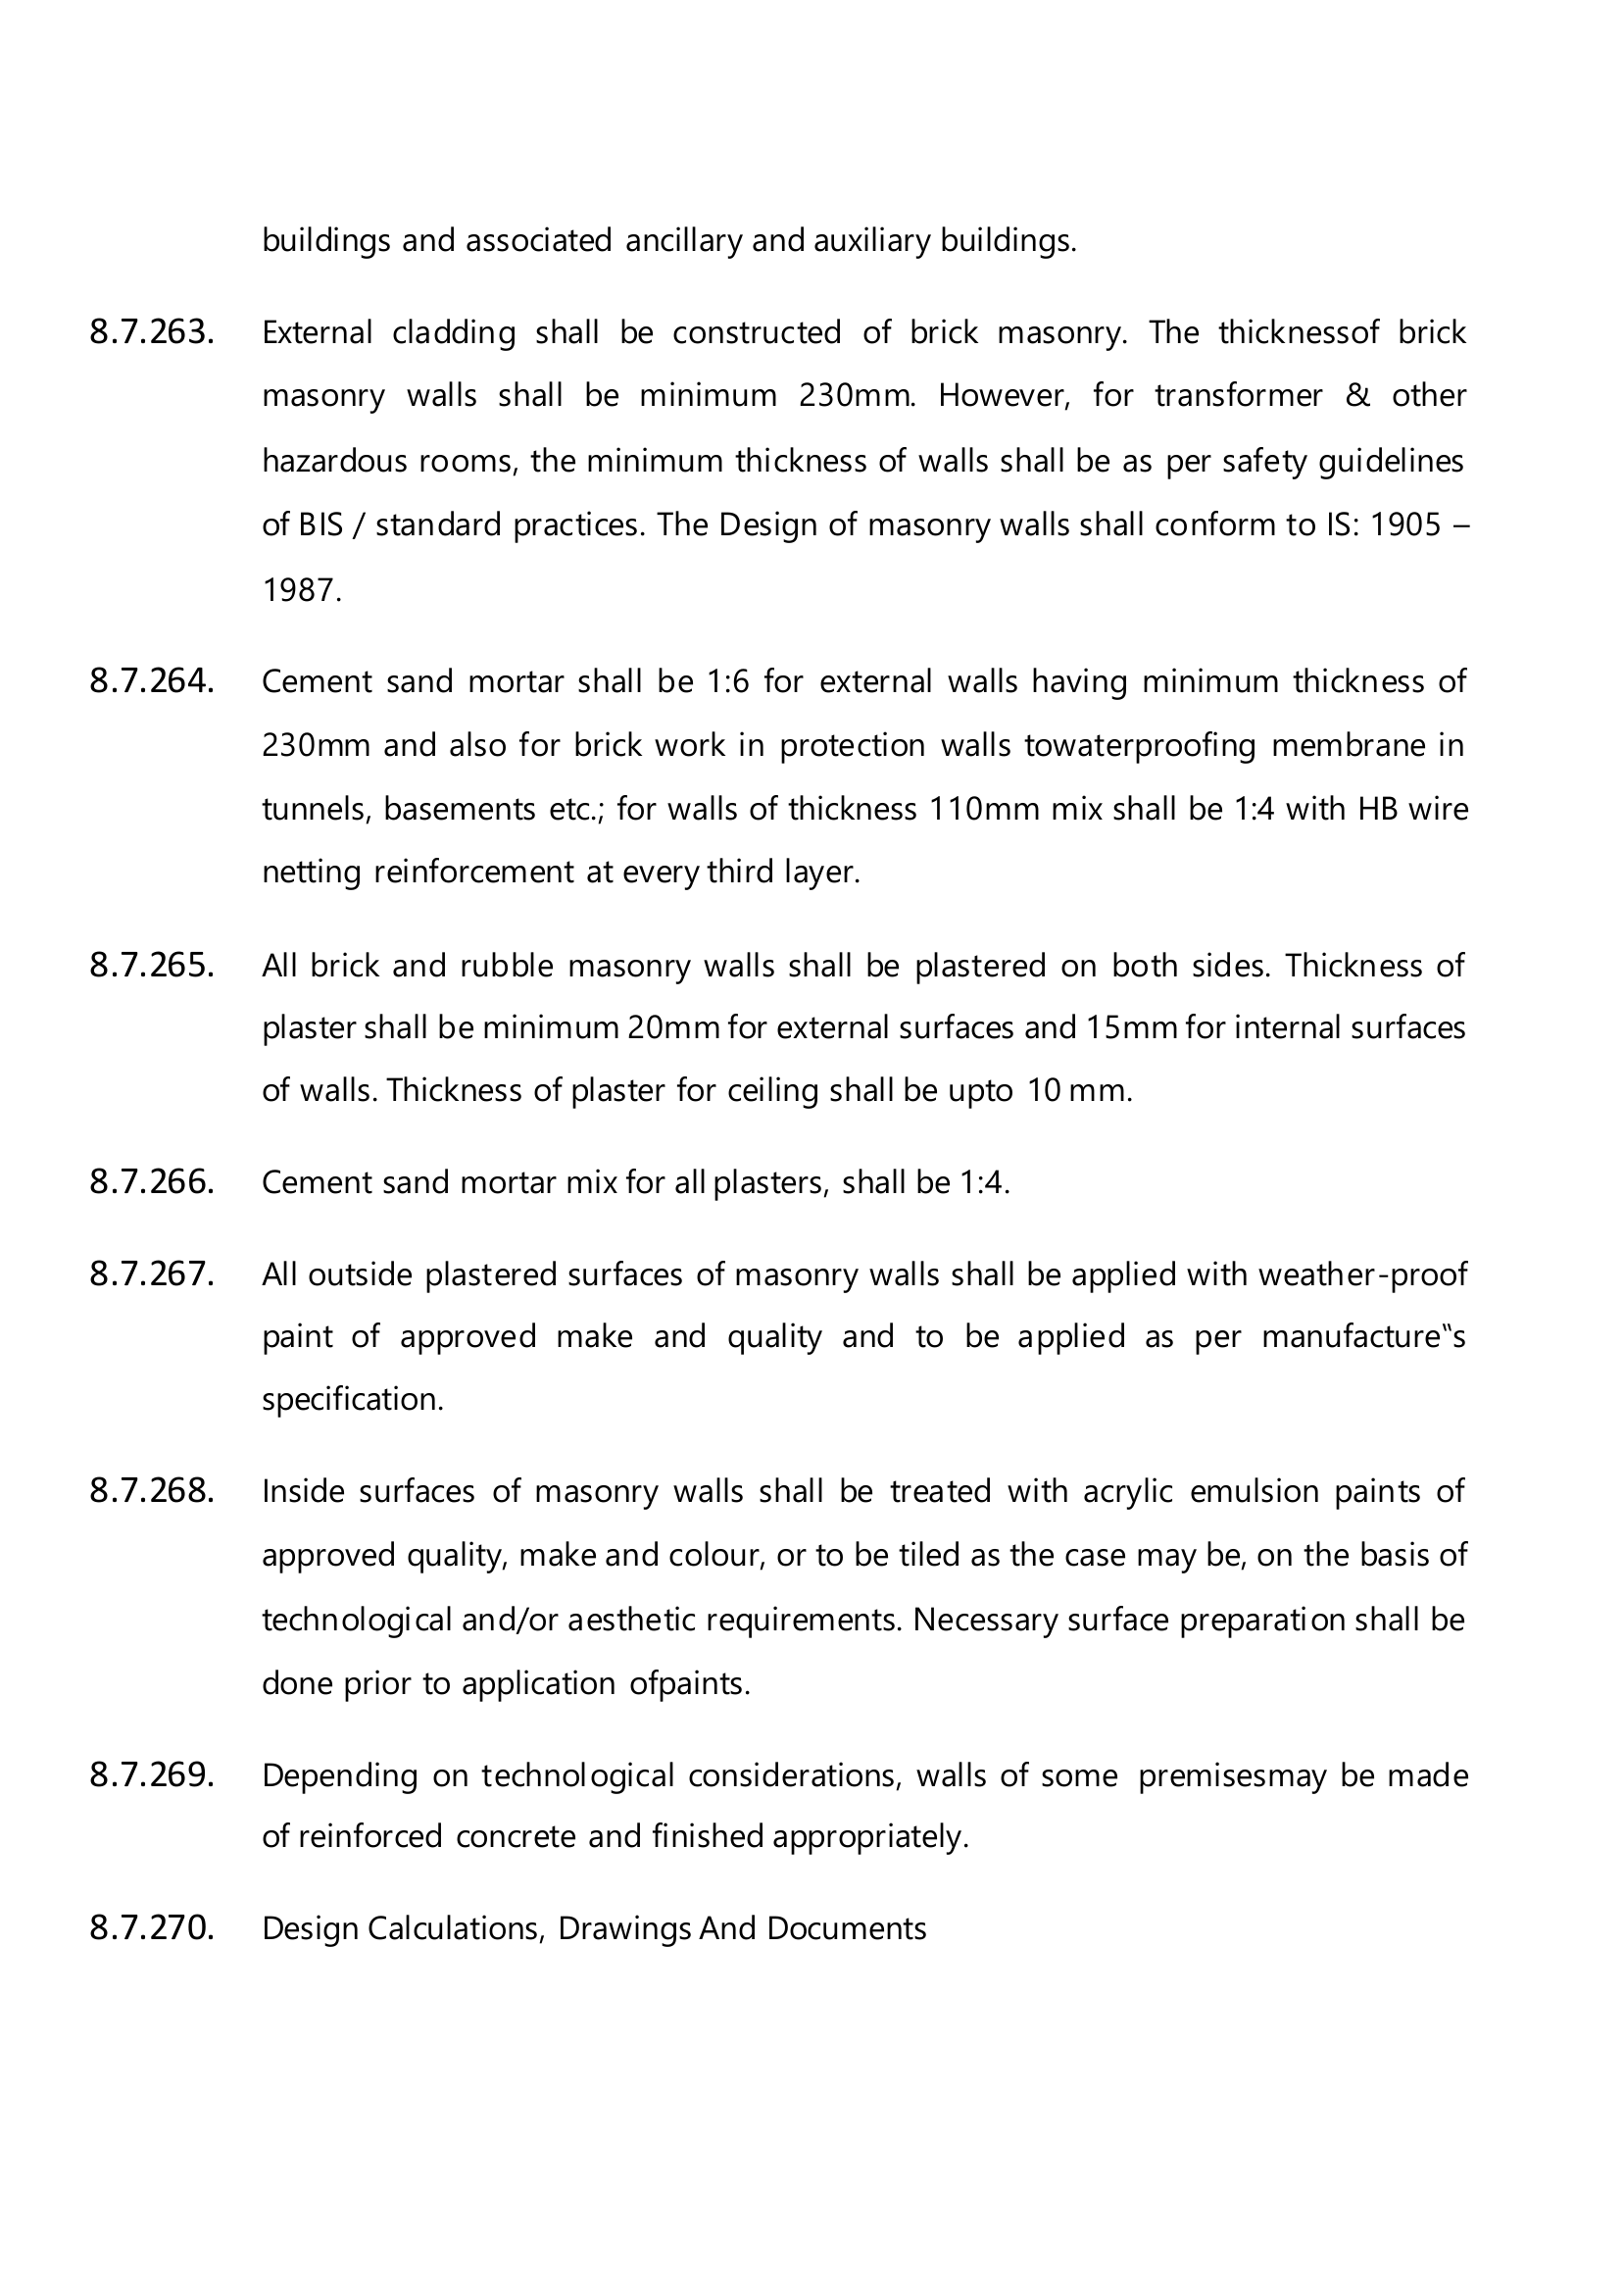 buildings and associated ancillary and auxiliary buildings.
8.7.263. External cladding shall be constructed of brick masonry. The thicknessof brick
masonry walls shall be minimum 230mm. However, for transformer & other
hazardous rooms, the minimum thickness of walls shall be as per safety guidelines
of BIS / standard practices. The Design of masonry walls shall conform to IS: 1905 –
1987.
8.7.264. Cement sand mortar shall be 1:6 for external walls having minimum thickness of
230mm and also for brick work in protection walls towaterproofing membrane in
tunnels, basements etc.; for walls of thickness 110mm mix shall be 1:4 with HB wire
netting reinforcement at every third layer.
8.7.265. All brick and rubble masonry walls shall be plastered on both sides. Thickness of
plaster shall be minimum 20mm for external surfaces and 15mm for internal surfaces
of walls. Thickness of plaster for ceiling shall be upto 10 mm.
8.7.266. Cement sand mortar mix for all plasters, shall be 1:4.
8.7.267. All outside plastered surfaces of masonry walls shall be applied with weather-proof
paint of approved make and quality and to be applied as per manufacture‟s
specification.
8.7.268. Inside surfaces of masonry walls shall be treated with acrylic emulsion paints of
approved quality, make and colour, or to be tiled as the case may be, on the basis of
technological and/or aesthetic requirements. Necessary surface preparation shall be
done prior to application ofpaints.
8.7.269. Depending on technological considerations, walls of some premisesmay be made
of reinforced concrete and finished appropriately.
8.7.270. Design Calculations, Drawings And Documents